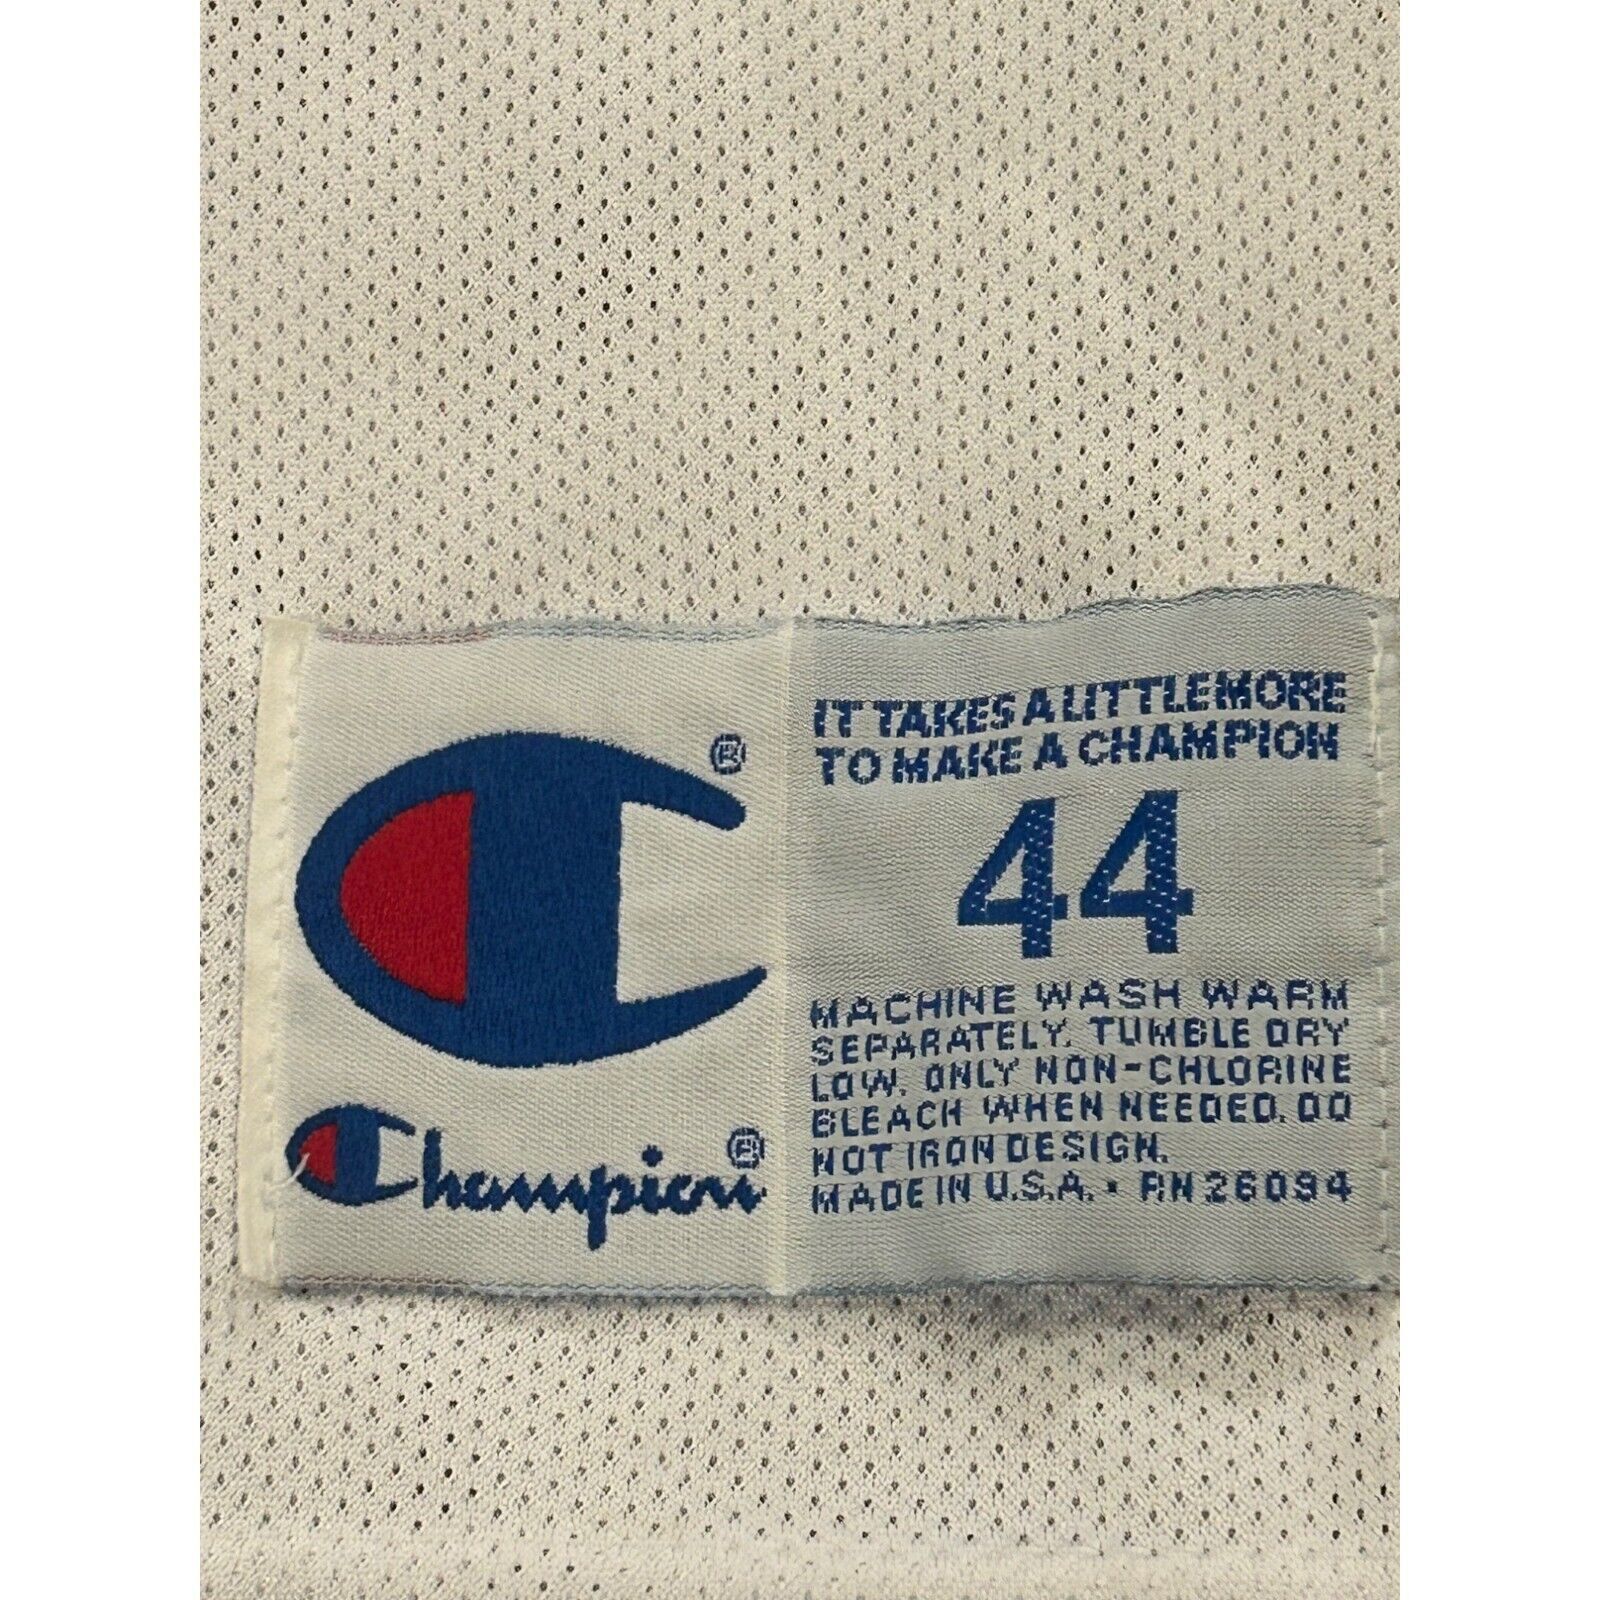 ®
Champion®
IT TAKES A LITTLE MORE
TO MAKE A CHAMPION
44
MACHINE WASH WARM
SEPARATELY. TUMBLE DRY
LOW. ONLY NON-CHLORINE
BLEACH WHEN NEEDED. DO
NOT IRON DESIGN.
MADE IN U.S.A. • RN 26094